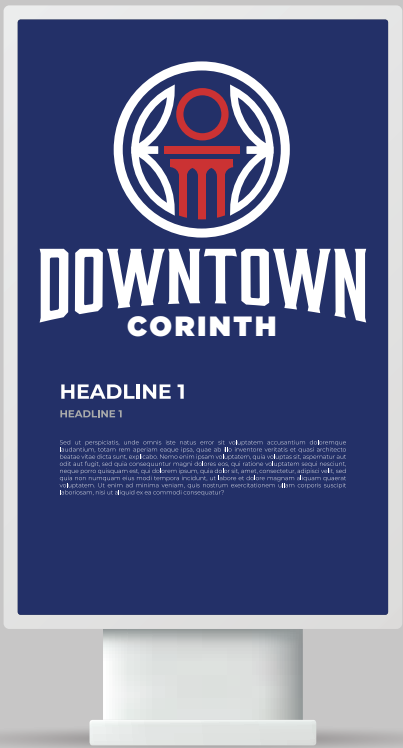 DOWNTOWN
CORINTH
HEADLINE 1
HEADLINE 1
Sed ut perspiciatis, unde omnis iste natus error sit voluptatem accusantium doloremque
laudantium, totam rem aperiam eaque ipsa, quae ab illo inventore veritatis et quasi architecto
beatae vitae dicta sunt, explicabo. Nemo enim ipsam voluptatem, quia voluptas sit, aspernatur aut
odit aut fugit, sed quia consequuntur magni dolores eos, qui ratione voluptatem sequi nesciunt,
neque porro quisquam est, qui dolorem ipsum, quia dolor sit, amet, consectetur, adipisci velit, sed
quia non numquam eius modi tempora incidunt, ut labore et dolore magnam aliquam quaerat
voluptatem. Ut enim ad minima veniam, quis nostrum exercitationem ullam corporis suscipit
laboriosam, nisi ut aliquid ex ea commodi consequatur?